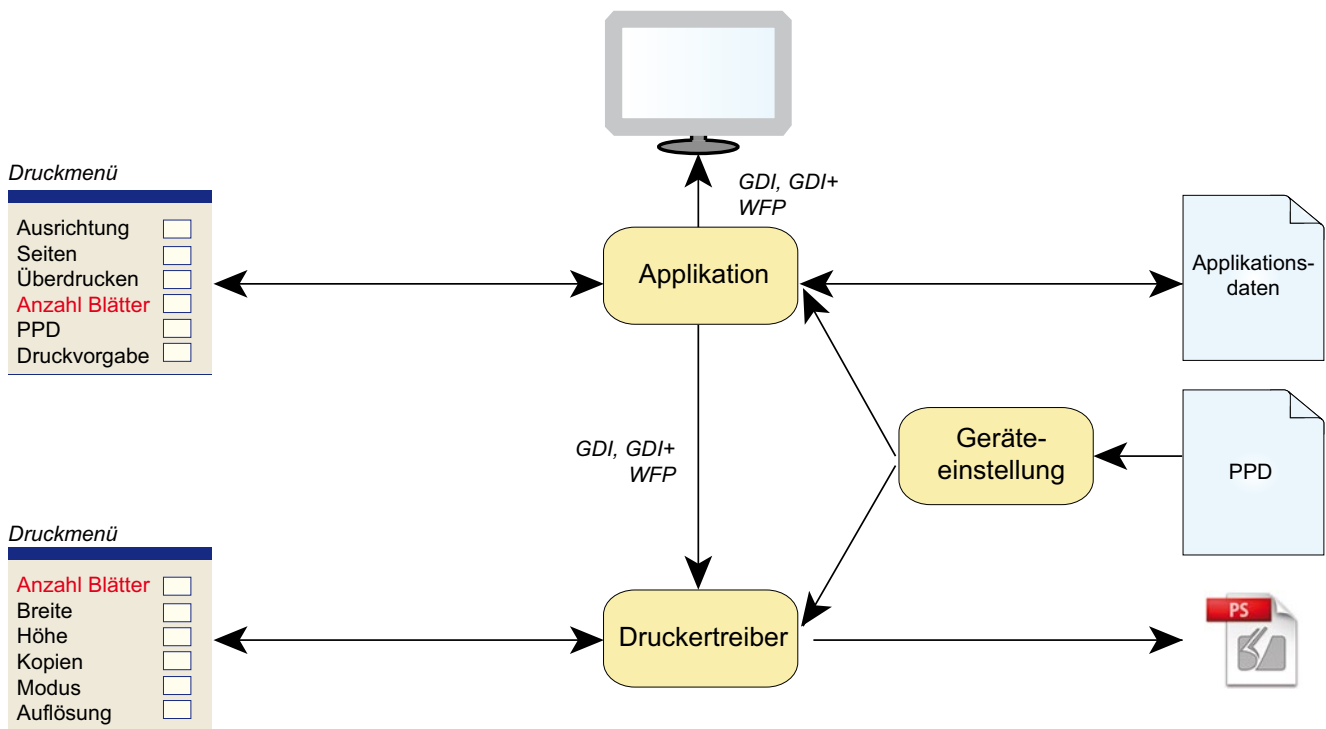 GDI, GDI+
WFP
Druckmenü
Ausrichtung
Seiten
Überdrucken
Anzahl Blätter
PPD
Druckvorgabe
Applikation
Applikations-
daten
GDI, GDI+
WFP
Geräte-
einstellung
PPD
Druckmenü
Anzahl Blätter
Breite
Höhe
Kopien
Modus
Auflösung
Druckertreiber
PS